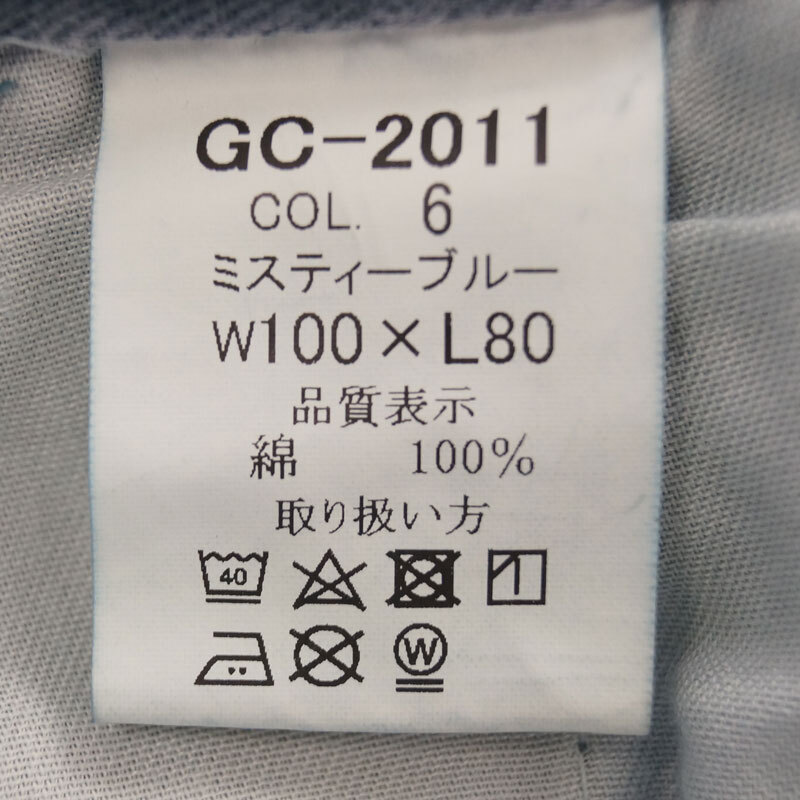 GC-2011
COL. 6
ミスティーブルー
W100×L80
品質表示
綿 100%
取り扱い方
40
W